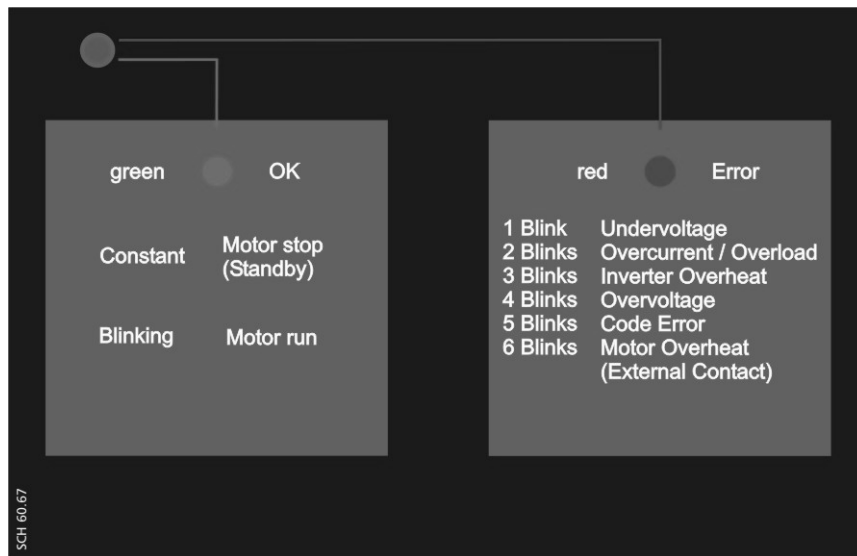 green OK
Constant Motor stop
(Standby)
Blinking Motor run
red Error
1 Blink Undervoltage
2 Blinks Overcurrent / Overload
3 Blinks Inverter Overheat
4 Blinks Overvoltage
5 Blinks Code Error
6 Blinks Motor Overheat
(External Contact)
SCH 60.67